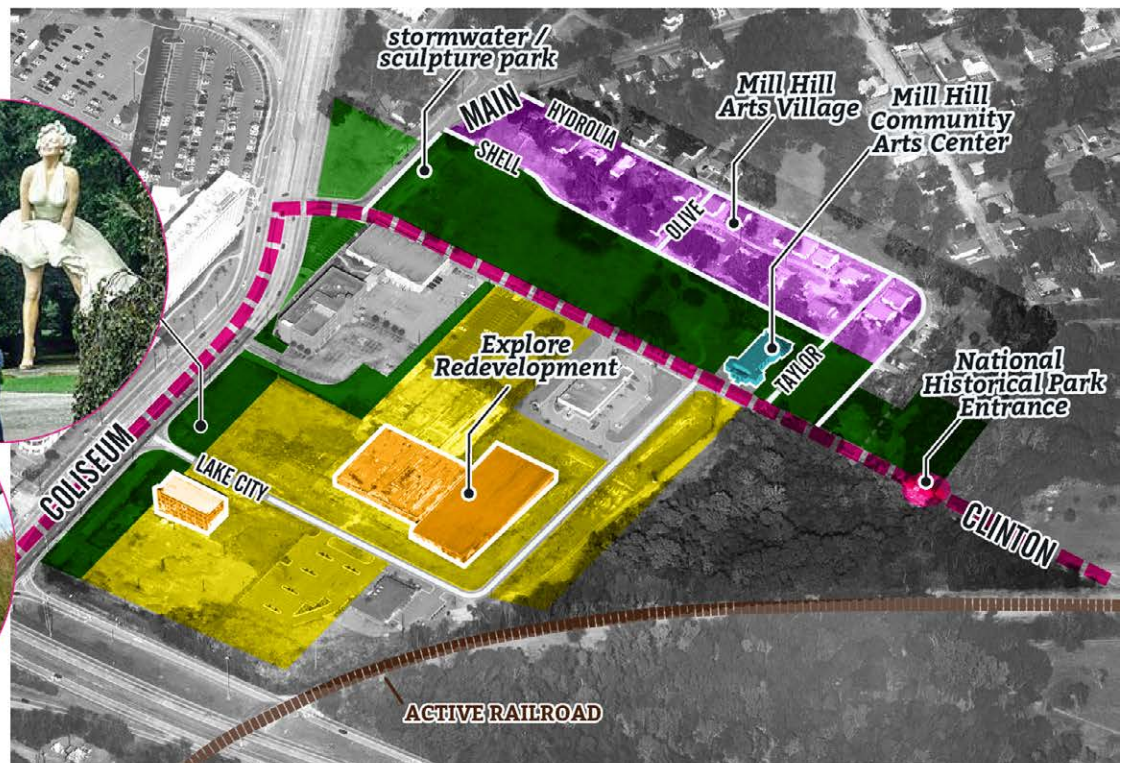 stormwater /
sculpture park
MAIN
HYDROLIA
SHELL
Mill Hill
Arts Village
Mill Hill
Community
Arts Center
OLIVE
TAYLOR
Explore
Redevelopment
National
Historical Park
Entrance
COLISEUM
LAKE CITY
CLINTON
ACTIVE RAILROAD